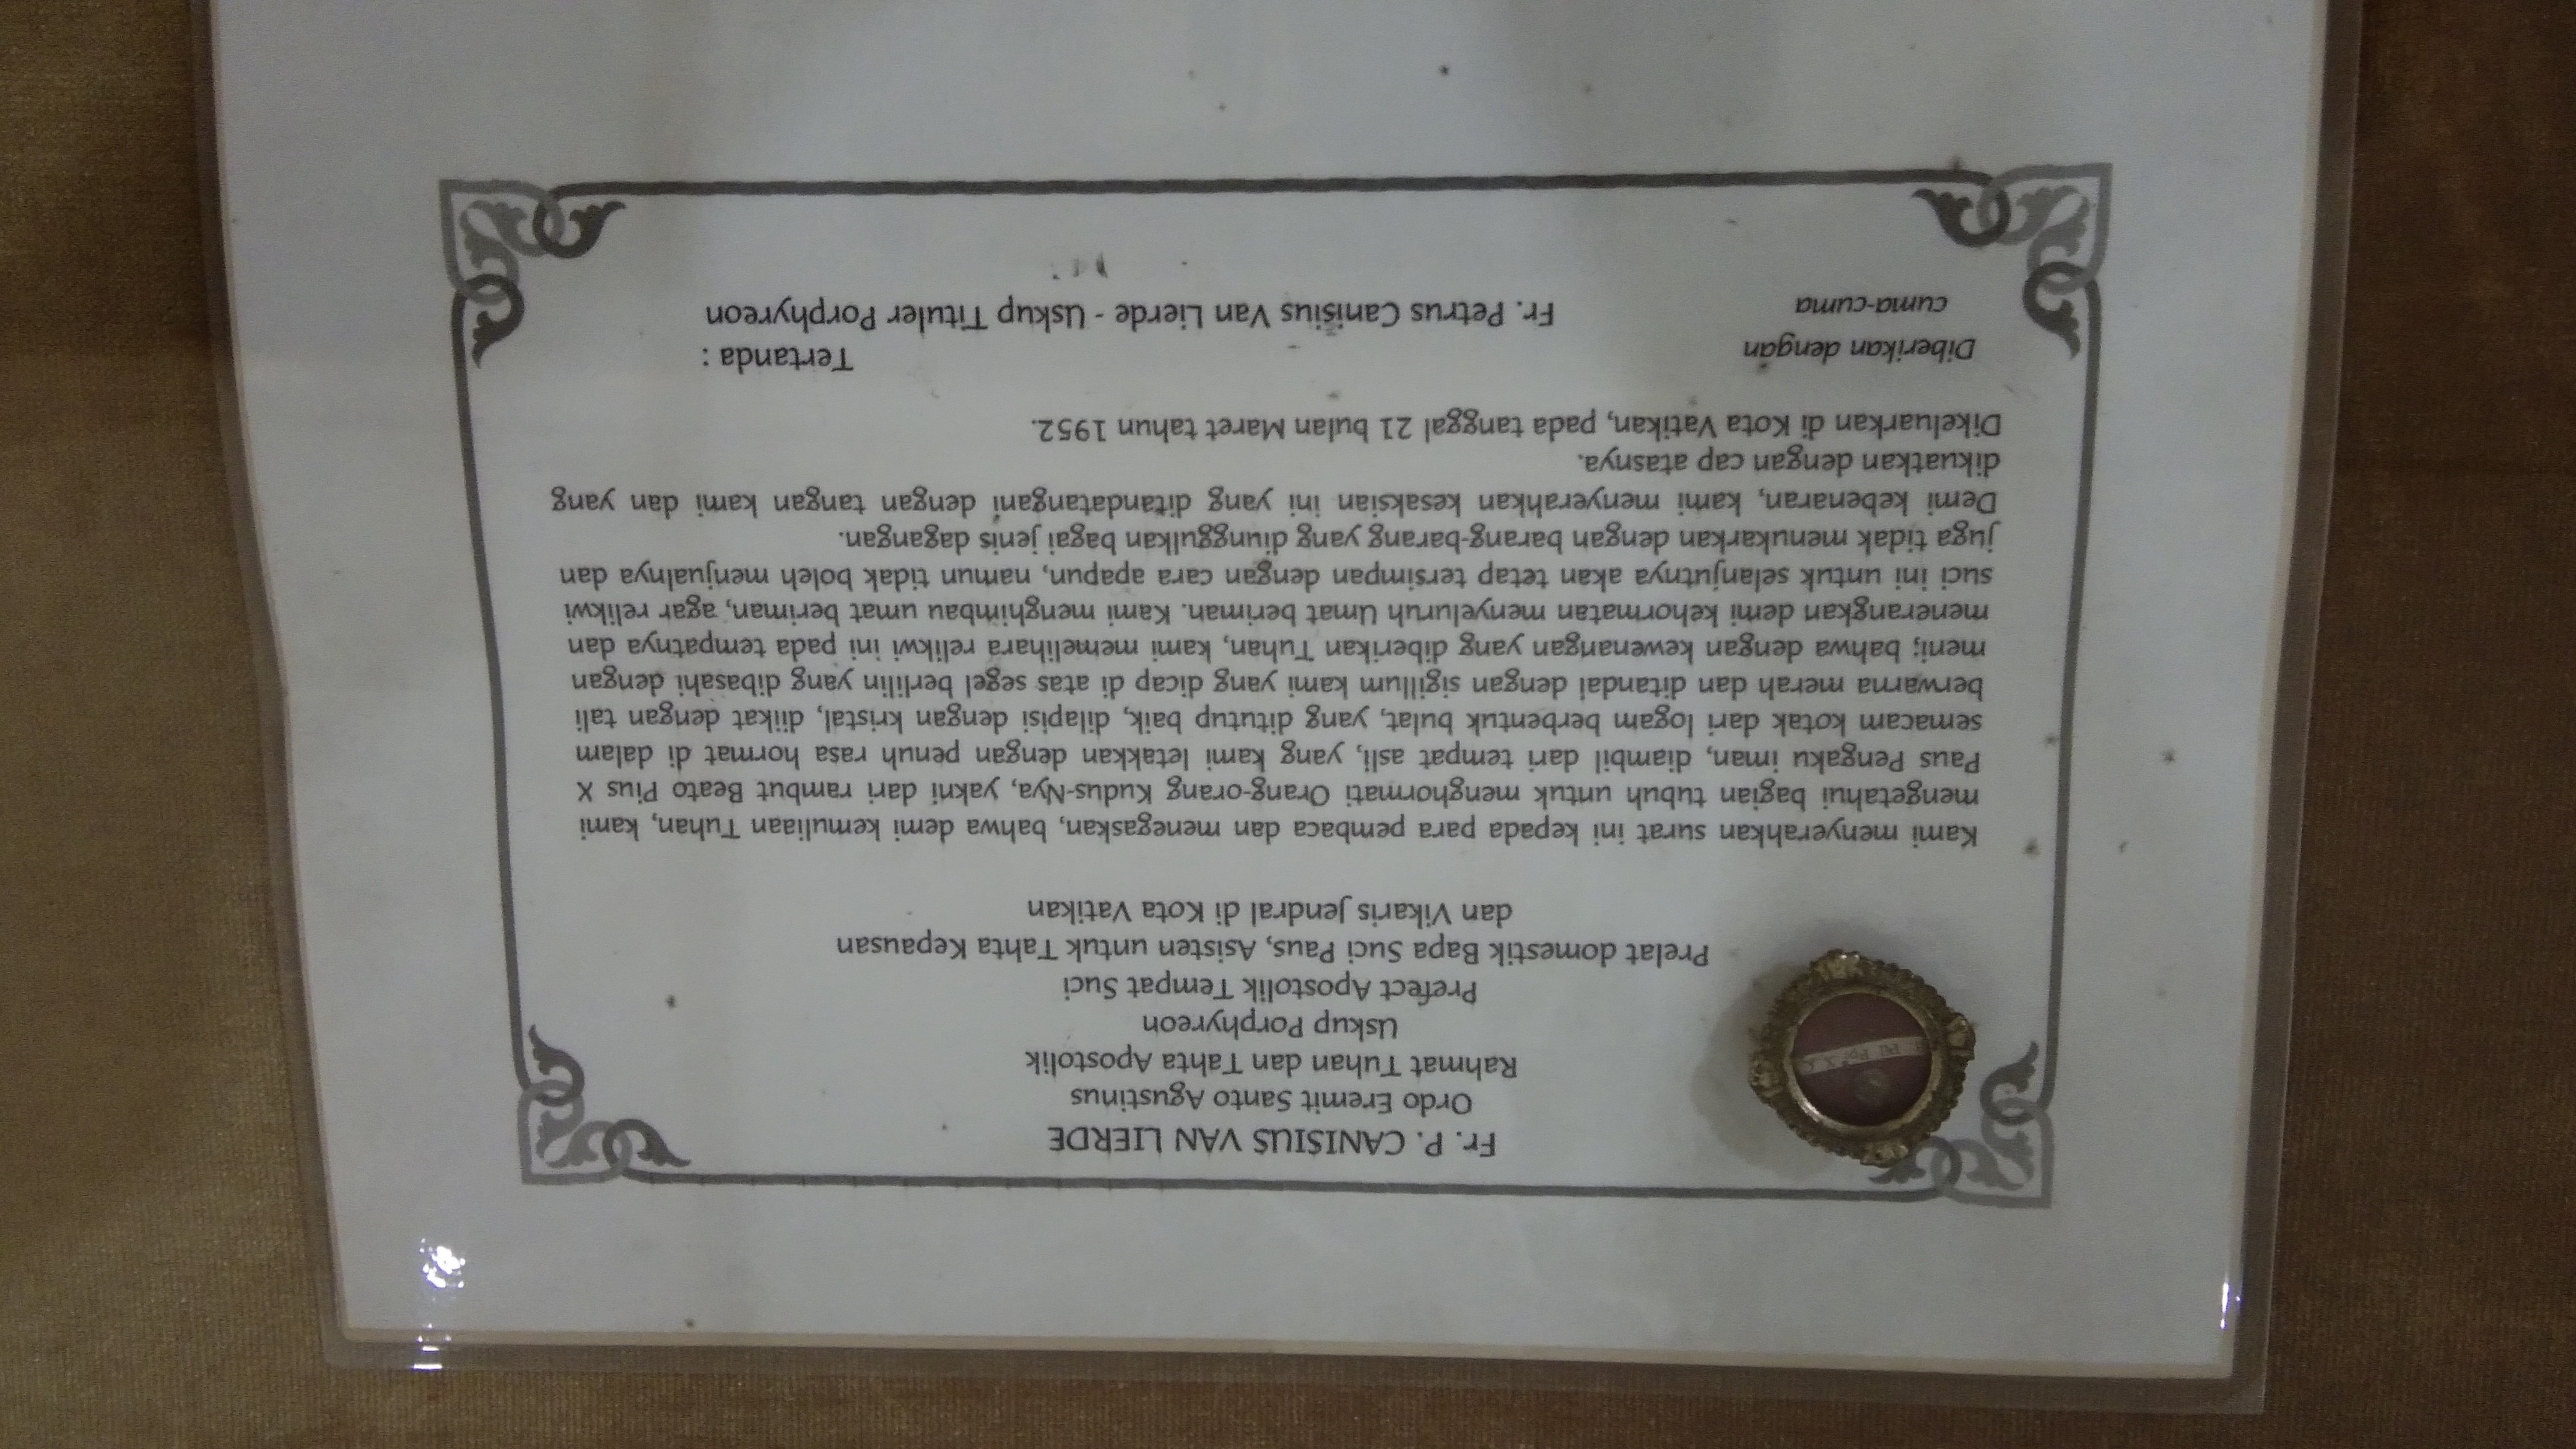 Fr. P. CANISIUS VAN LIERDE
Ordo Eremit Santo Agustinus
Rahmat Tuhan dan Tahta Apostolik
Uskup Porphyreon
Prefect Apostolik Tempat Suci
Prelat domestik Bapa Suci Paus, Asisten untuk Tahta Kepausan
dan Vikaris Jendral di Kota Vatikan
Kami menyerahkan surat ini kepada para pembaca dan menegaskan, bahwa demi kemuliaan Tuhan, kami
mengetahui bagian tubuh untuk menghormati Orang-orang Kudus-Nya, yakni dari rambut Beato Pius X
Paus Pengaku iman, diambil dari tempat asli, yang kami letakkan dengan penuh rasa hormat di dalam
semacam kotak dari logam berbentuk bulat, yang ditutup baik, dilapisi dengan kristal, diikat dengan tali
berwarna merah dan ditandai dengan sigillum kami yang dicap di atas segel berlilin yang dibasahi dengan
meni; bahwa dengan kewenangan yang diberikan Tuhan, kami memelihara relikwi ini pada tempatnya dan
menerangkan demi kehormatan menyeluruh Umat beriman. Kami menghimbau umat beriman, agar relikwi
suci ini untuk selanjutnya akan tetap tersimpan dengan cara apapun, namun tidak boleh menjualnya dan
juga tidak menukarkan dengan barang-barang yang diunggulkan bagai jenis dagangan.
Demi kebenaran, kami menyerahkan kesaksian ini yang ditandatangani dengan tangan kami dan yang
dikuatkan dengan cap atasnya.
Dikeluarkan di Kota Vatikan, pada tanggal 21 bulan Maret tahun 1952.
Diberikan dengan
cuma-cuma
Tertanda :
Fr. Petrus Canisius Van Lierde - Uskup Tituler Porphyreon